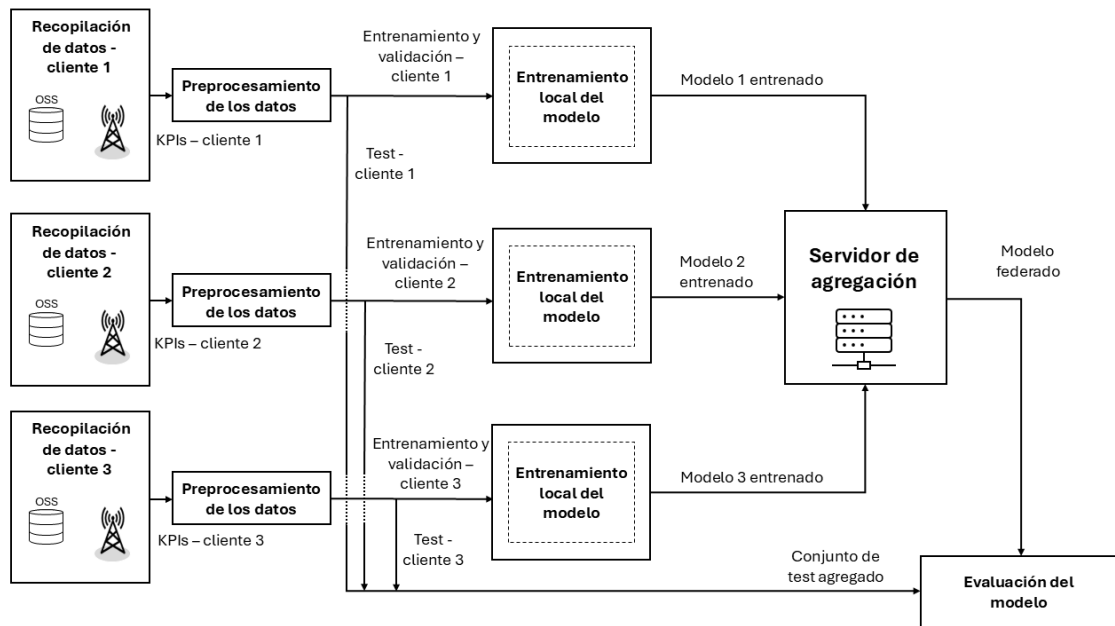 Recopilación
de datos -
cliente 1
OSS
Preprocesamiento
de los datos
KPIs – cliente 1
Entrenamiento y
validación –
cliente 1
Test -
cliente 1
Entrenamiento
local del
modelo
Modelo 1 entrenado
Recopilación
de datos -
cliente 2
OSS
Preprocesamiento
de los datos
KPIs – cliente 2
Entrenamiento y
validación –
cliente 2
Test -
cliente 2
Entrenamiento
local del
modelo
Modelo 2
entrenado
Servidor de
agregación
Modelo
federado
Recopilación
de datos -
cliente 3
OSS
Preprocesamiento
de los datos
KPIs – cliente 3
Entrenamiento y
validación –
cliente 3
Test -
cliente 3
Entrenamiento
local del
modelo
Modelo 3 entrenado
Conjunto de
test agregado
Evaluación del
modelo